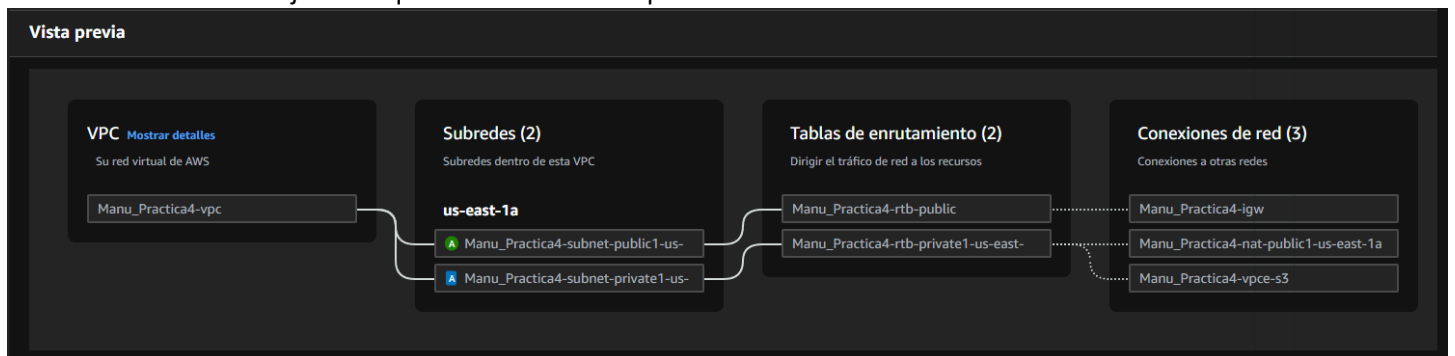 Vista previa
VPC Mostrar detalles
Su red virtual de AWS
Manu_Practica4-vpc
Subredes (2)
Subredes dentro de esta VPC
us-east-1a
A Manu_Practica4-subnet-public1-us-
A Manu_Practica4-subnet-private1-us-
Tablas de enrutamiento (2)
Dirigir el tráfico de red a los recursos
Manu_Practica4-rtb-public
Manu_Practica4-rtb-private1-us-east-
Conexiones de red (3)
Conexiones a otras redes
Manu_Practica4-igw
Manu_Practica4-nat-public1-us-east-1a
Manu_Practica4-vpce-s3